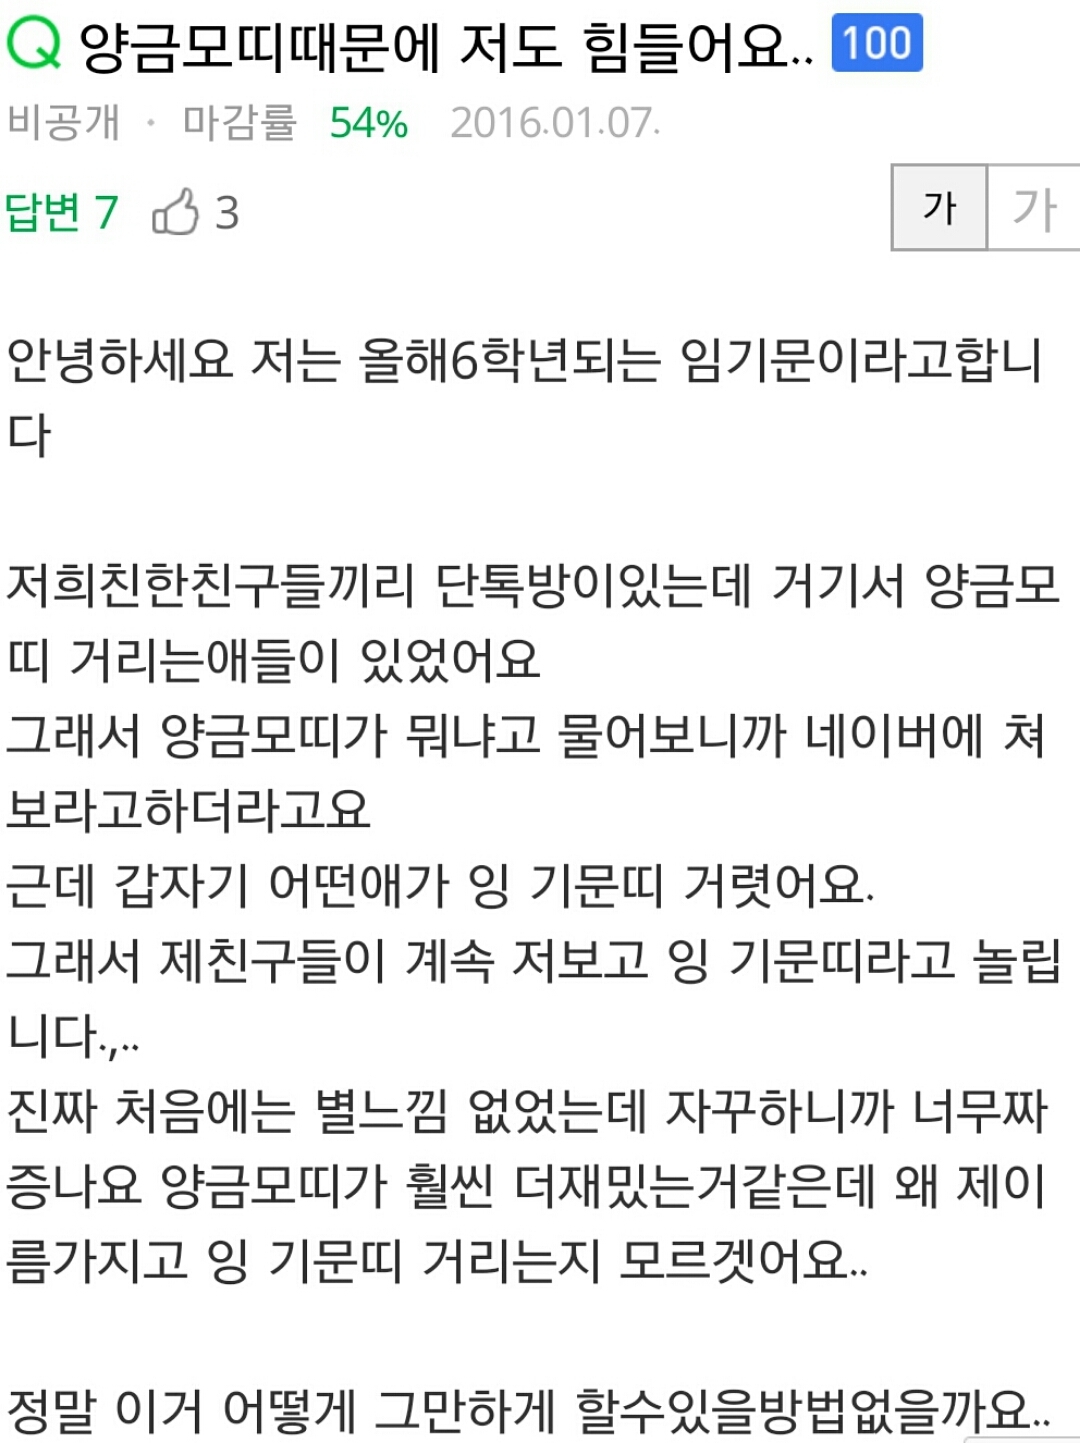 Q 양금모띠때문에 저도 힘들어요.. 100
비공개 · 마감률 54% 2016.01.07.
답변 7 3
가 가
안녕하세요 저는 올해6학년되는 임기문이라고합니
다
저희친한친구들끼리 단톡방이있는데 거기서 양금모
띠 거리는애들이 있었어요
그래서 양금모띠가 뭐냐고 물어보니까 네이버에 쳐
보라고하더라고요
근데 갑자기 어떤애가 잉 기문띠 거렷어요.
그래서 제친구들이 계속 저보고 잉 기문띠라고 놀립
니다.,..
진짜 처음에는 별느낌 없었는데 자꾸하니까 너무짜
증나요 양금모띠가 훨씬 더재밌는거같은데 왜 제이
름가지고 잉 기문띠 거리는지 모르겟어요..
정말 이거 어떻게 그만하게 할수있을방법없을까요..